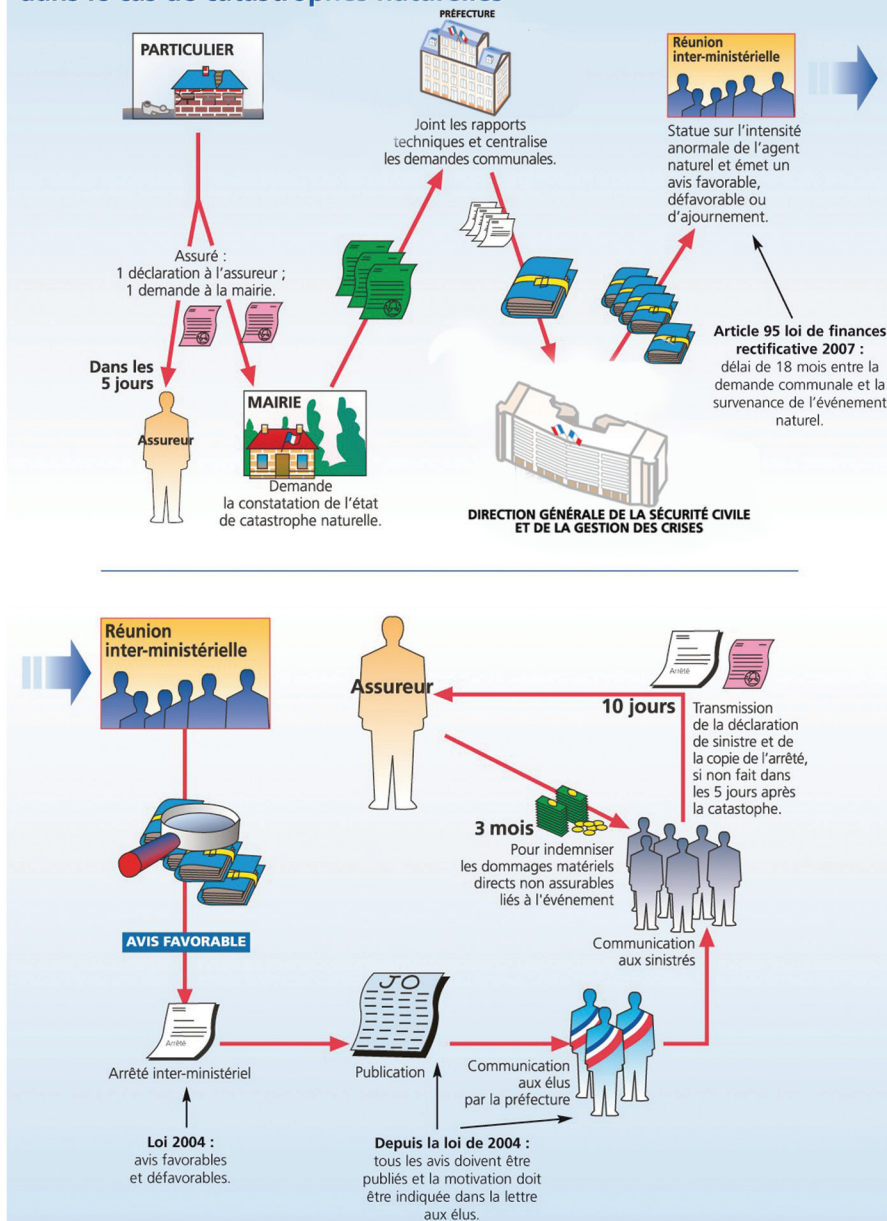 dans le cas de catastrophes naturelles
PARTICULIER
Assuré :
1 déclaration à l'assureur ;
1 demande à la mairie.
Dans les
5 jours
Assureur
MAIRIE
Demande
la constatation de l'état
de catastrophe naturelle.
PRÉFECTURE
Joint les rapports
techniques et centralise
les demandes communales.
DIRECTION GÉNÉRALE DE LA SÉCURITÉ CIVILE
ET DE LA GESTION DES CRISES
Réunion
inter-ministérielle
Statue sur l'intensité
anormale de l'agent
naturel et émet un
avis favorable,
défavorable ou
d'ajournement.
Article 95 loi de finances
rectificative 2007 :
délai de 18 mois entre la
demande communale et la
survenance de l'événement
naturel.
Réunion
inter-ministérielle
AVIS FAVORABLE
Arrêté
Arrêté inter-ministériel
Loi 2004 :
avis favorables
et défavorables.
JO
Publication
Depuis la loi de 2004 :
tous les avis doivent être
publiés et la motivation doit
être indiquée dans la lettre
aux élus.
Communication
aux élus
par la préfecture
Communication
aux sinistrés
Arrêté
10 jours
Transmission
de la déclaration
de sinistre et de
la copie de l'arrêté,
si non fait dans
les 5 jours après
la catastrophe.
Assureur
3 mois
Pour indemniser
les dommages matériels
directs non assurables
liés à l'événement